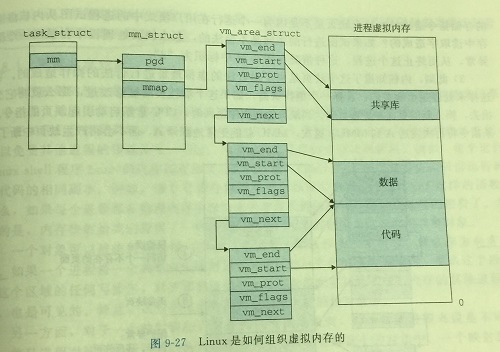 task_struct
mm
mm_struct
pgd
mmap
vm_area_struct
vm_end
vm_start
vm_prot
vm_flags
vm_next
vm_end
vm_start
vm_prot
vm_flags
vm_next
vm_end
vm_start
vm_prot
vm_flags
vm_next
进程虚拟内存
共享库
数据
代码
0
图 9-27 Linux 是如何组织虚拟内存的